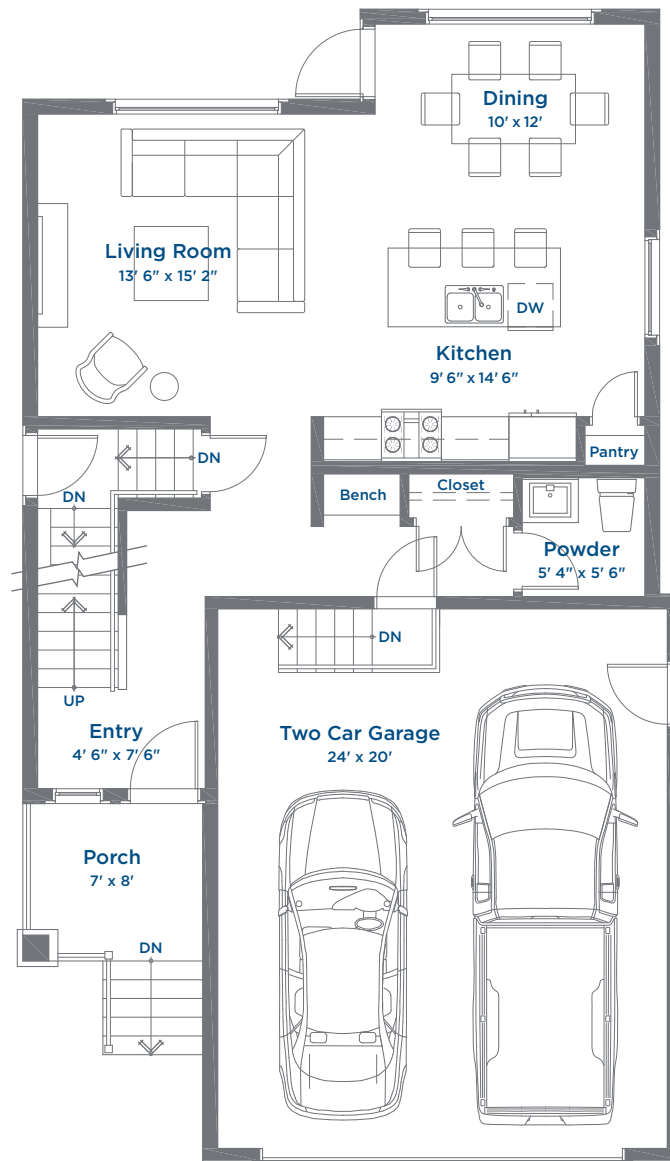 Dining
10' x 12'
Living Room
13' 6" x 15' 2"
DW
Kitchen
9' 6" x 14' 6"
Pantry
DN
Closet
Bench
DN
Powder
5' 4" x 5' 6"
DN
UP
Entry
4' 6" x 7' 6"
Two Car Garage
24' x 20'
Porch
7' x 8'
DN